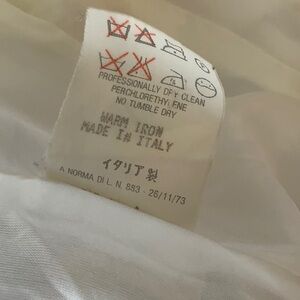 PROFESSIONALLY DRY CLEAN
PERCHLORETHYLENE
NO TUMBLE DRY
WARM IRON
MADE IN ITALY
イタリア製
A NORMA DI L. N. 883 - 26/11/73